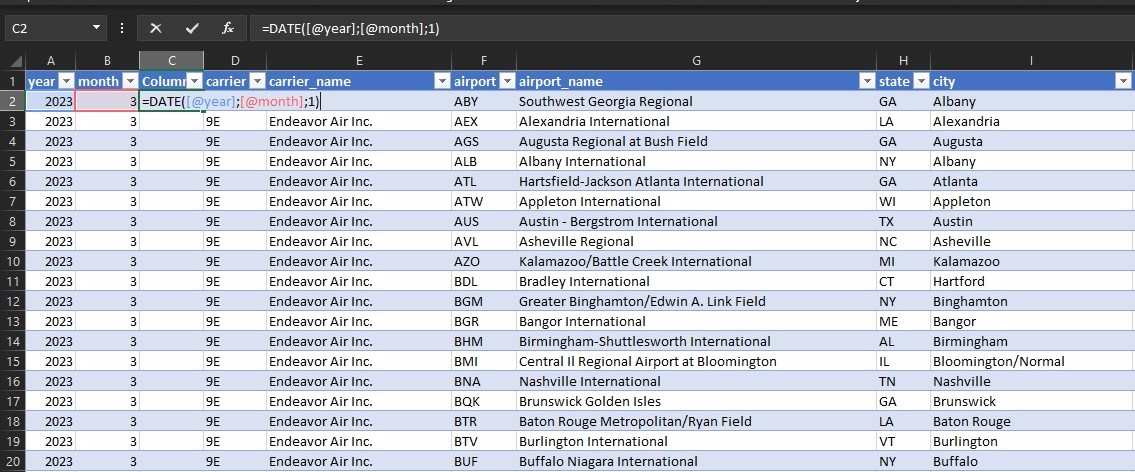 C2 =DATE([@year];[@month];1)
A B C D E F G H I
1 year month Column carrier carrier_name airport airport_name state city
2 2023 3 =DATE([@year];[@month];1) ABY Southwest Georgia Regional GA Albany
3 2023 3 9E Endeavor Air Inc. AEX Alexandria International LA Alexandria
4 2023 3 9E Endeavor Air Inc. AGS Augusta Regional at Bush Field GA Augusta
5 2023 3 9E Endeavor Air Inc. ALB Albany International NY Albany
6 2023 3 9E Endeavor Air Inc. ATL Hartsfield-Jackson Atlanta International GA Atlanta
7 2023 3 9E Endeavor Air Inc. ATW Appleton International WI Appleton
8 2023 3 9E Endeavor Air Inc. AUS Austin - Bergstrom International TX Austin
9 2023 3 9E Endeavor Air Inc. AVL Asheville Regional NC Asheville
10 2023 3 9E Endeavor Air Inc. AZO Kalamazoo/Battle Creek International MI Kalamazoo
11 2023 3 9E Endeavor Air Inc. BDL Bradley International CT Hartford
12 2023 3 9E Endeavor Air Inc. BGM Greater Binghamton/Edwin A. Link Field NY Binghamton
13 2023 3 9E Endeavor Air Inc. BGR Bangor International ME Bangor
14 2023 3 9E Endeavor Air Inc. BHM Birmingham-Shuttlesworth International AL Birmingham
15 2023 3 9E Endeavor Air Inc. BMI Central Il Regional Airport at Bloomington IL Bloomington/Normal
16 2023 3 9E Endeavor Air Inc. BNA Nashville International TN Nashville
17 2023 3 9E Endeavor Air Inc. BQK Brunswick Golden Isles GA Brunswick
18 2023 3 9E Endeavor Air Inc. BTR Baton Rouge Metropolitan/Ryan Field LA Baton Rouge
19 2023 3 9E Endeavor Air Inc. BTV Burlington International VT Burlington
20 2023 3 9E Endeavor Air Inc. BUF Buffalo Niagara International NY Buffalo